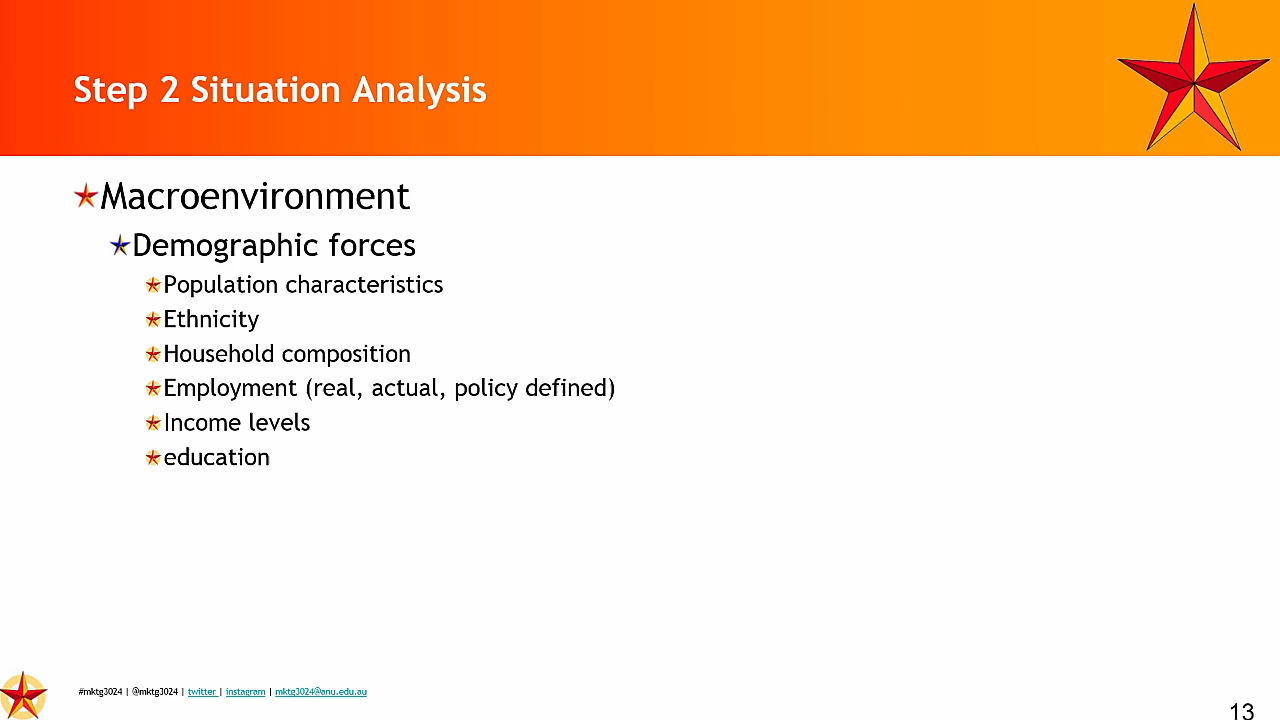 Step 2 Situation Analysis
Macroenvironment
Demographic forces
Population characteristics
Ethnicity
Household composition
Employment (real, actual, policy defined)
Income levels
education
#mktg3024 | @mktg3024 | twitter | instagram | mktg3024@anu.edu.au
13